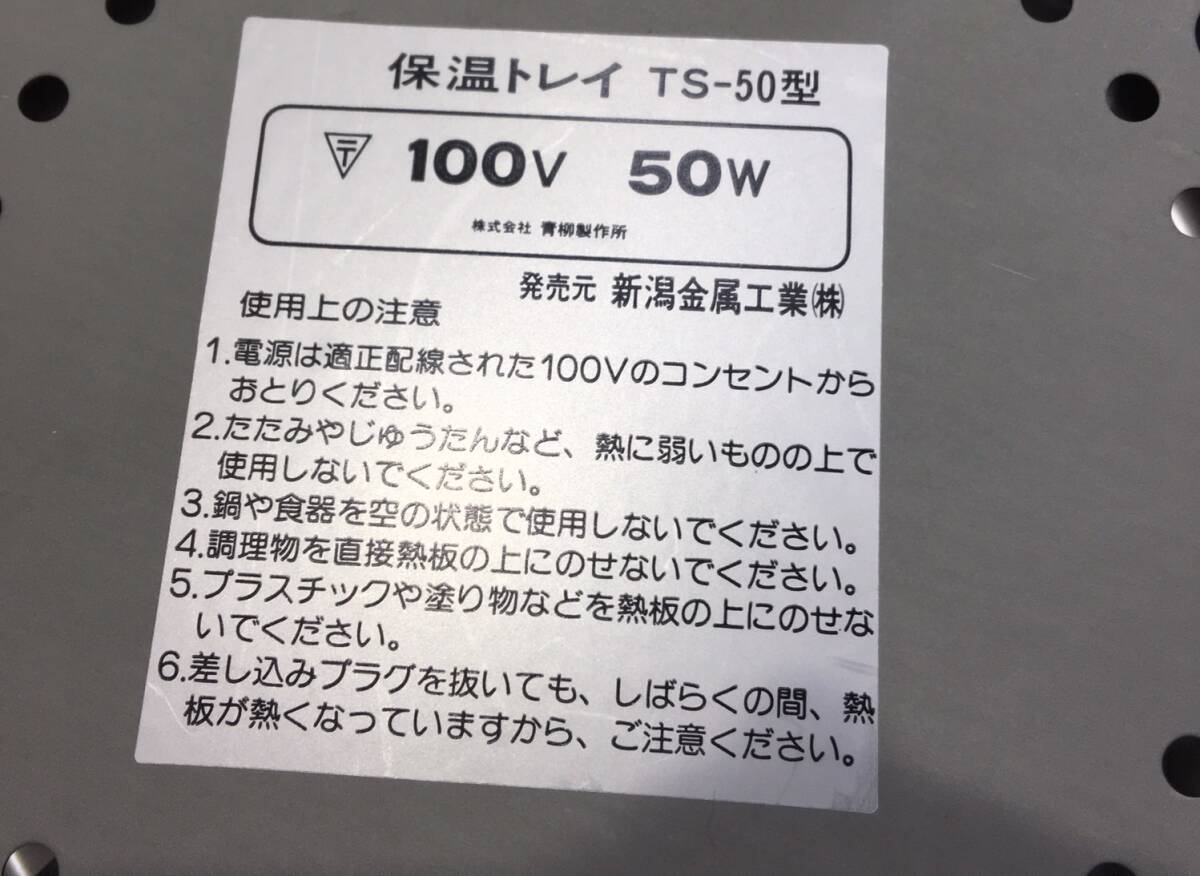 保温トレイ TS-50型
〒 100V 50W
株式会社 青柳製作所
発売元 新潟金属工業㈱
使用上の注意
1.電源は適正配線された100Vのコンセントから
おとりください。
2.たたみやじゅうたんなど、熱に弱いものの上で
使用しないでください。
3.鍋や食器を空の状態で使用しないでください。
4.調理物を直接熱板の上にのせないでください。
5.プラスチックや塗り物などを熱板の上にのせな
いでください。
6.差し込みプラグを抜いても、しばらくの間、熱
板が熱くなっていますから、ご注意ください。